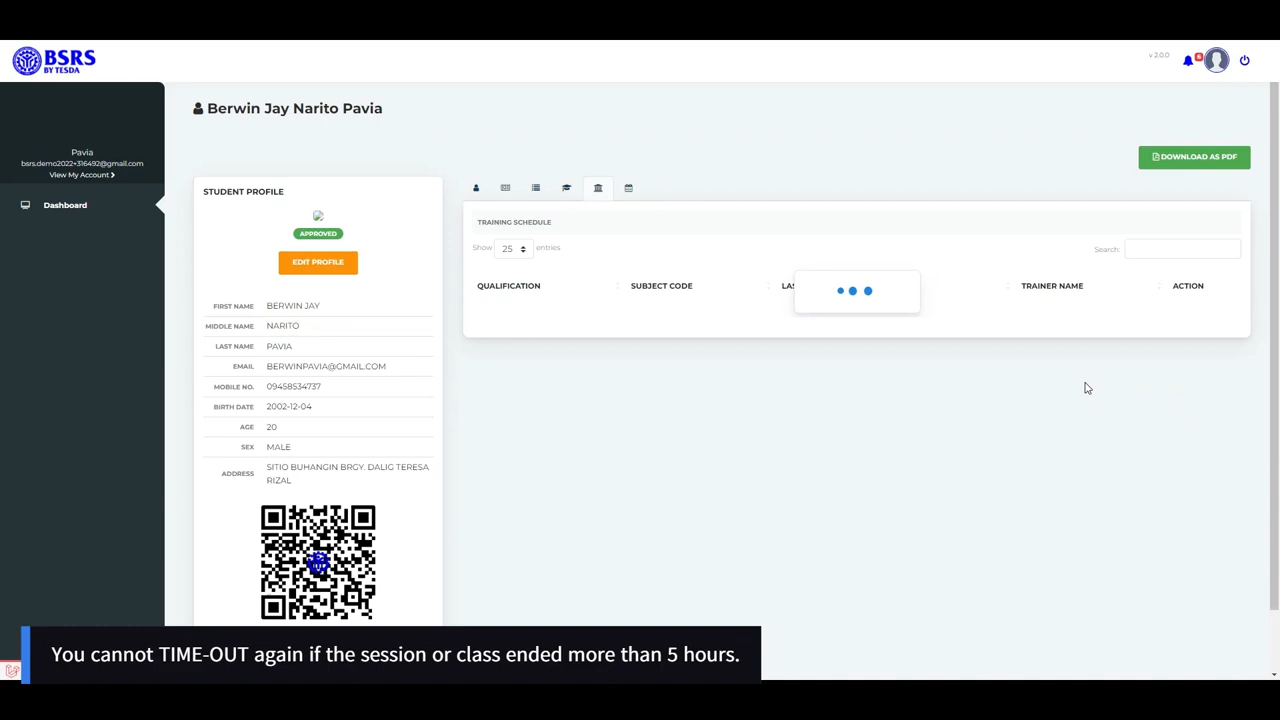 BSRS
BY TESDA
v 2.0.0
6
Pavia
bsrs.demo2022+316492@gmail.com
View My Account
Dashboard
Berwin Jay Narito Pavia
DOWNLOAD AS PDF
STUDENT PROFILE
APPROVED
EDIT PROFILE
FIRST NAME BERWIN JAY
MIDDLE NAME NARITO
LAST NAME PAVIA
EMAIL BERWINPAVIA@GMAIL.COM
MOBILE NO. 09458534737
BIRTH DATE 2002-12-04
AGE 20
SEX MALE
ADDRESS SITIO BUHANGIN BRGY. DALIG TERESA
RIZAL
TRAINING SCHEDULE
Show 25 entries
Search:
QUALIFICATION SUBJECT CODE TRAINER NAME ACTION
You cannot TIME-OUT again if the session or class ended more than 5 hours.